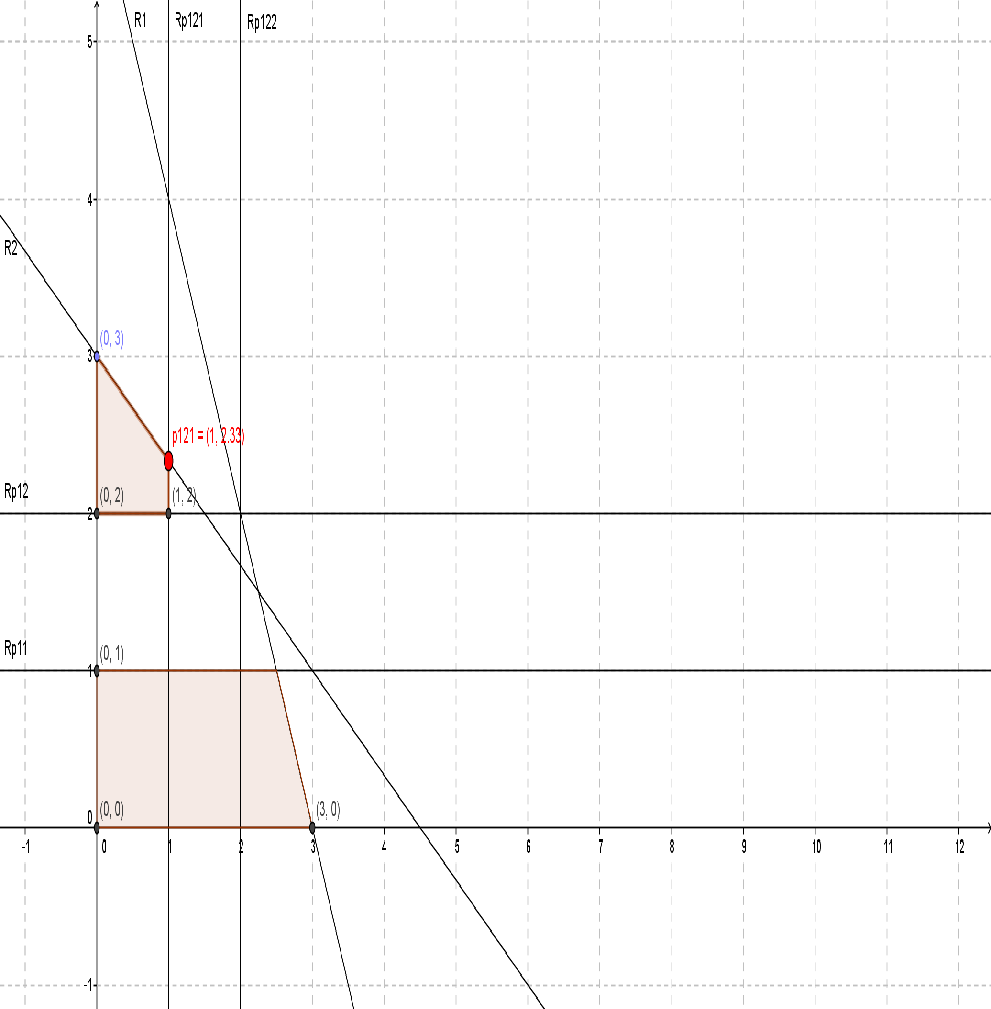 R1 Rp121 Rp122
5
4
R2
(0, 3)
3
p121 = (1, 2.33)
Rp12
(0, 2) (1, 2)
2
Rp11
(0, 1)
1
(0, 0) (3, 0)
0
-1 0 1 2 3 4 5 6 7 8 9 10 11 12
-1